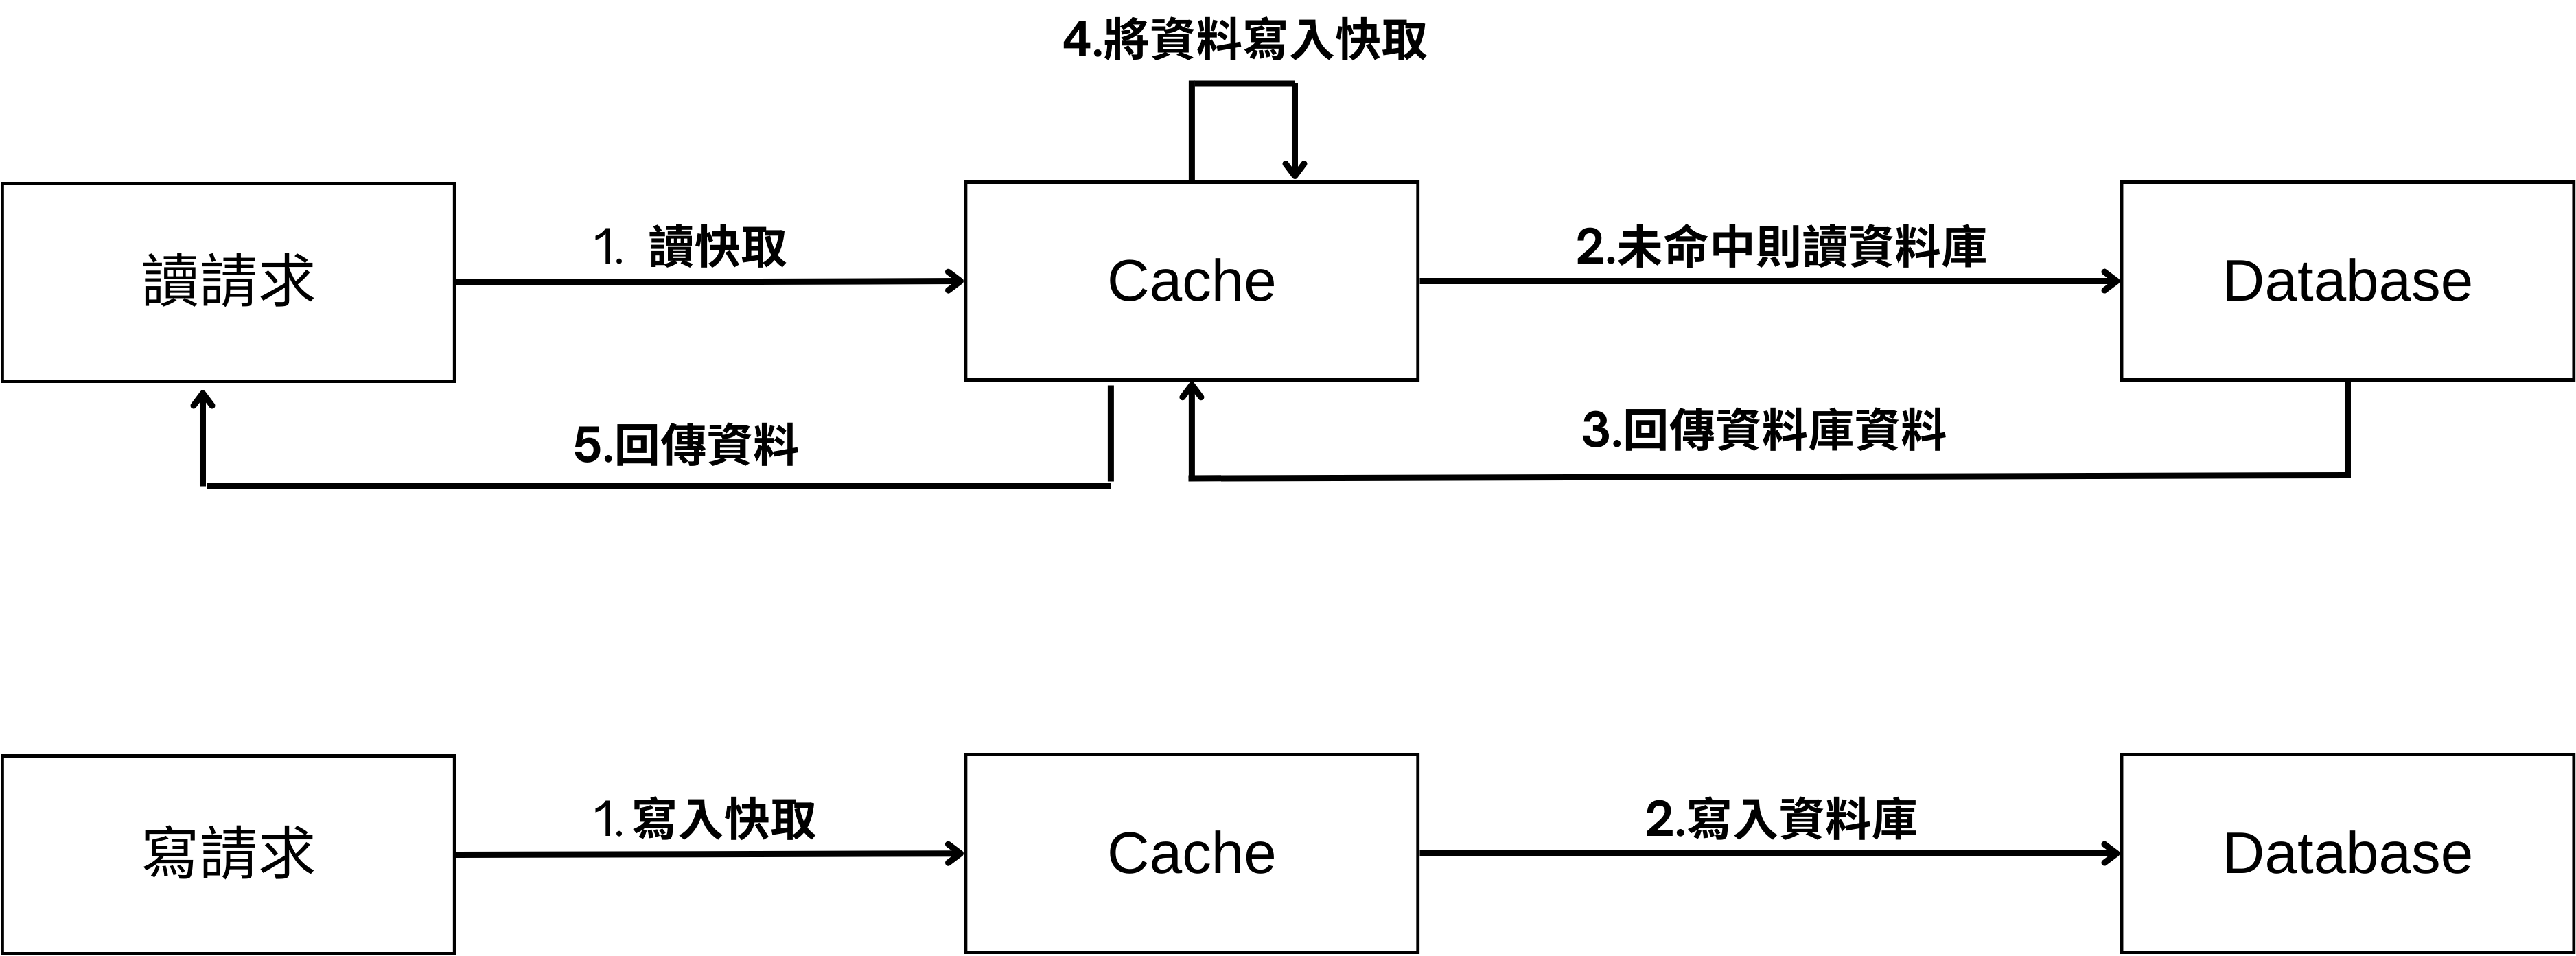 4.將資料寫入快取
讀請求
1. 讀快取
Cache
2.未命中則讀資料庫
Database
5.回傳資料
3.回傳資料庫資料
寫請求
1.寫入快取
Cache
2.寫入資料庫
Database